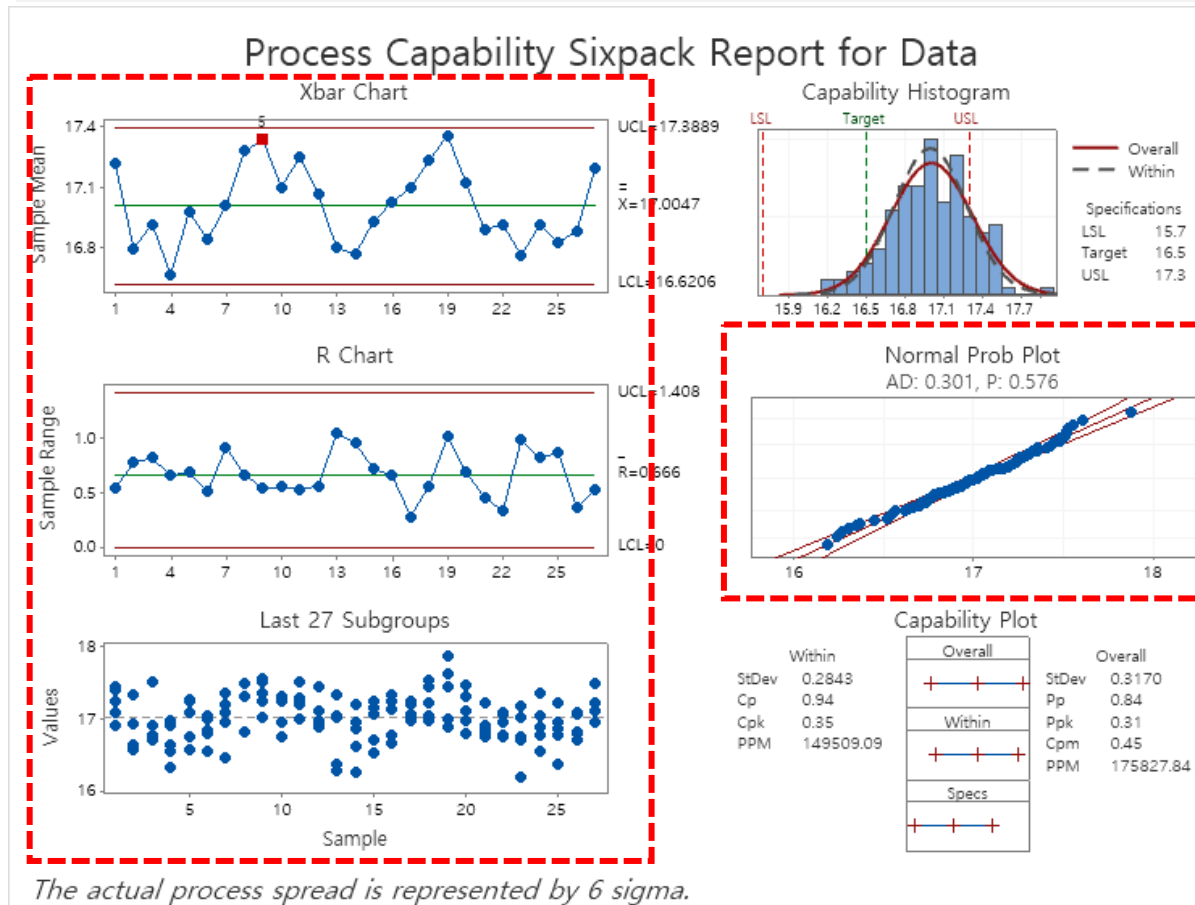 Process Capability Sixpack Report for Data
Xbar Chart
Sample Mean
17.4
17.1
16.8
5
UCL=17.3889
X=17.0047
LCL=16.6206
1 4 7 10 13 16 19 22 25
R Chart
Sample Range
1.0
0.5
0.0
UCL=1.408
R=0.666
LCL=0
1 4 7 10 13 16 19 22 25
Last 27 Subgroups
Values
18
17
16
5 10 15 20 25
Sample
Capability Histogram
LSL Target USL
15.9 16.2 16.5 16.8 17.1 17.4 17.7
Overall
Within
Specifications
LSL 15.7
Target 16.5
USL 17.3
Normal Prob Plot
AD: 0.301, P: 0.576
16 17 18
Capability Plot
Within
StDev 0.2843
Cp 0.94
Cpk 0.35
PPM 149509.09
Overall
Within
Specs
Overall
StDev 0.3170
Pp 0.84
Ppk 0.31
Cpm 0.45
PPM 175827.84
The actual process spread is represented by 6 sigma.